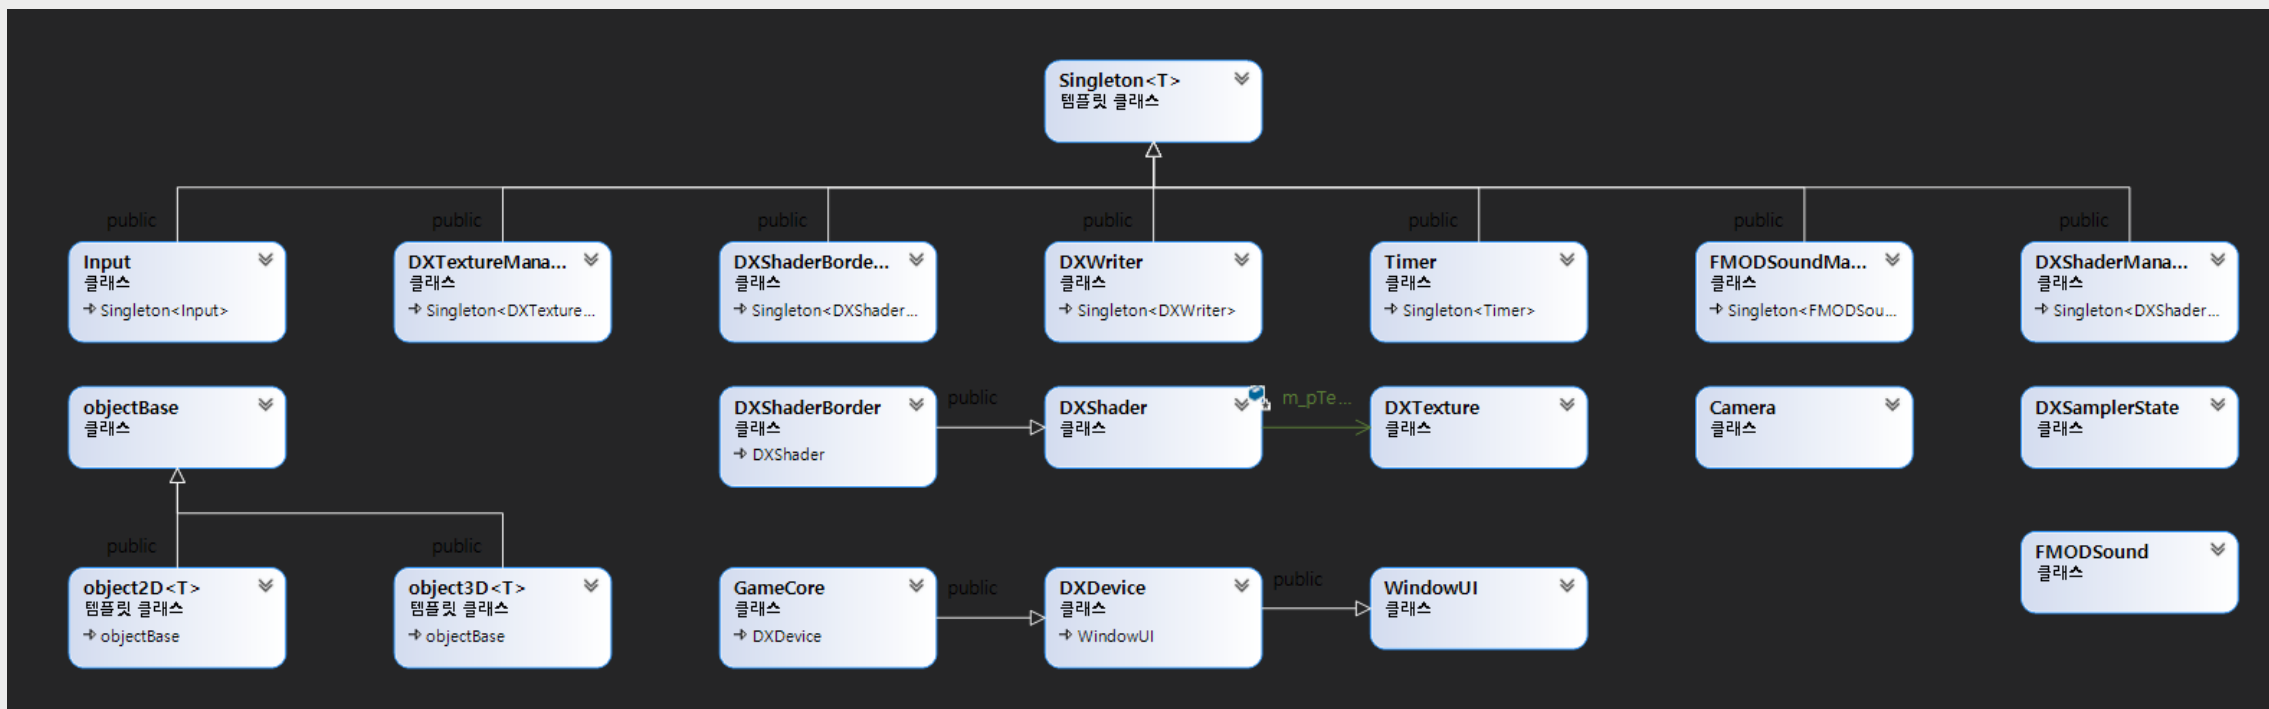 Singleton<T>
템플릿 클래스
public
public
public
public
public
public
public
Input
클래스
Singleton<Input>
DXTextureMana...
클래스
Singleton<DXTexture...
DXShaderBorde...
클래스
Singleton<DXShader...
DXWriter
클래스
Singleton<DXWriter>
Timer
클래스
Singleton<Timer>
FMODSoundMa...
클래스
Singleton<FMODSou...
DXShaderMana...
클래스
Singleton<DXShader...
objectBase
클래스
DXShaderBorder
클래스
DXShader
public
DXShader
클래스
m_pTe...
DXTexture
클래스
Camera
클래스
DXSamplerState
클래스
public
public
object2D<T>
템플릿 클래스
objectBase
object3D<T>
템플릿 클래스
objectBase
GameCore
클래스
DXDevice
public
DXDevice
클래스
WindowUI
public
WindowUI
클래스
FMODSound
클래스